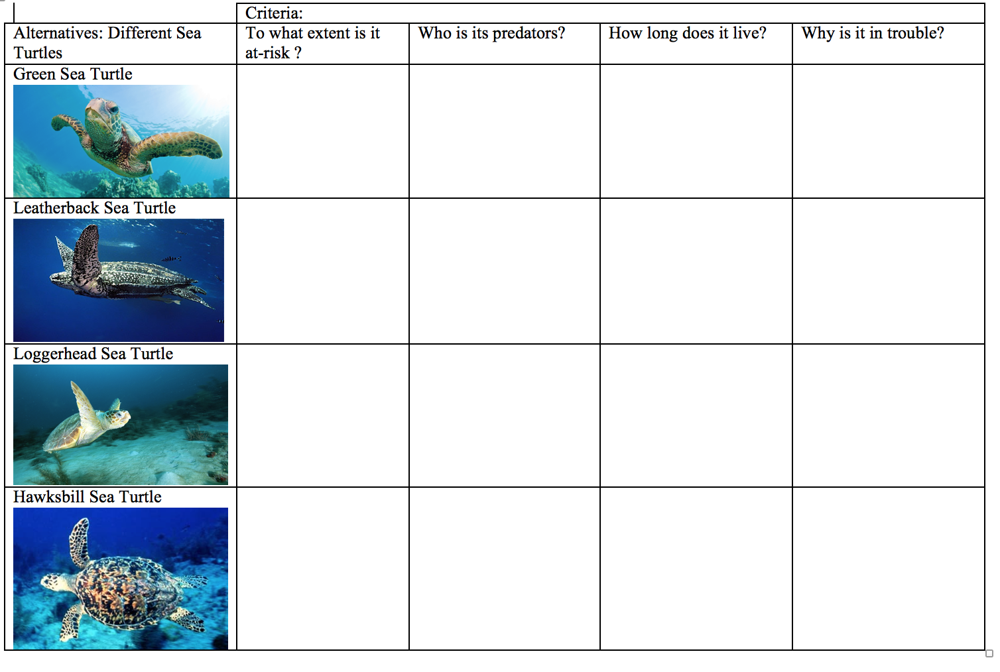 Criteria:
Alternatives: Different Sea
Turtles
To what extent is it
at-risk ?
Who is its predators?
How long does it live?
Why is it in trouble?
Green Sea Turtle
Leatherback Sea Turtle
Loggerhead Sea Turtle
Hawksbill Sea Turtle